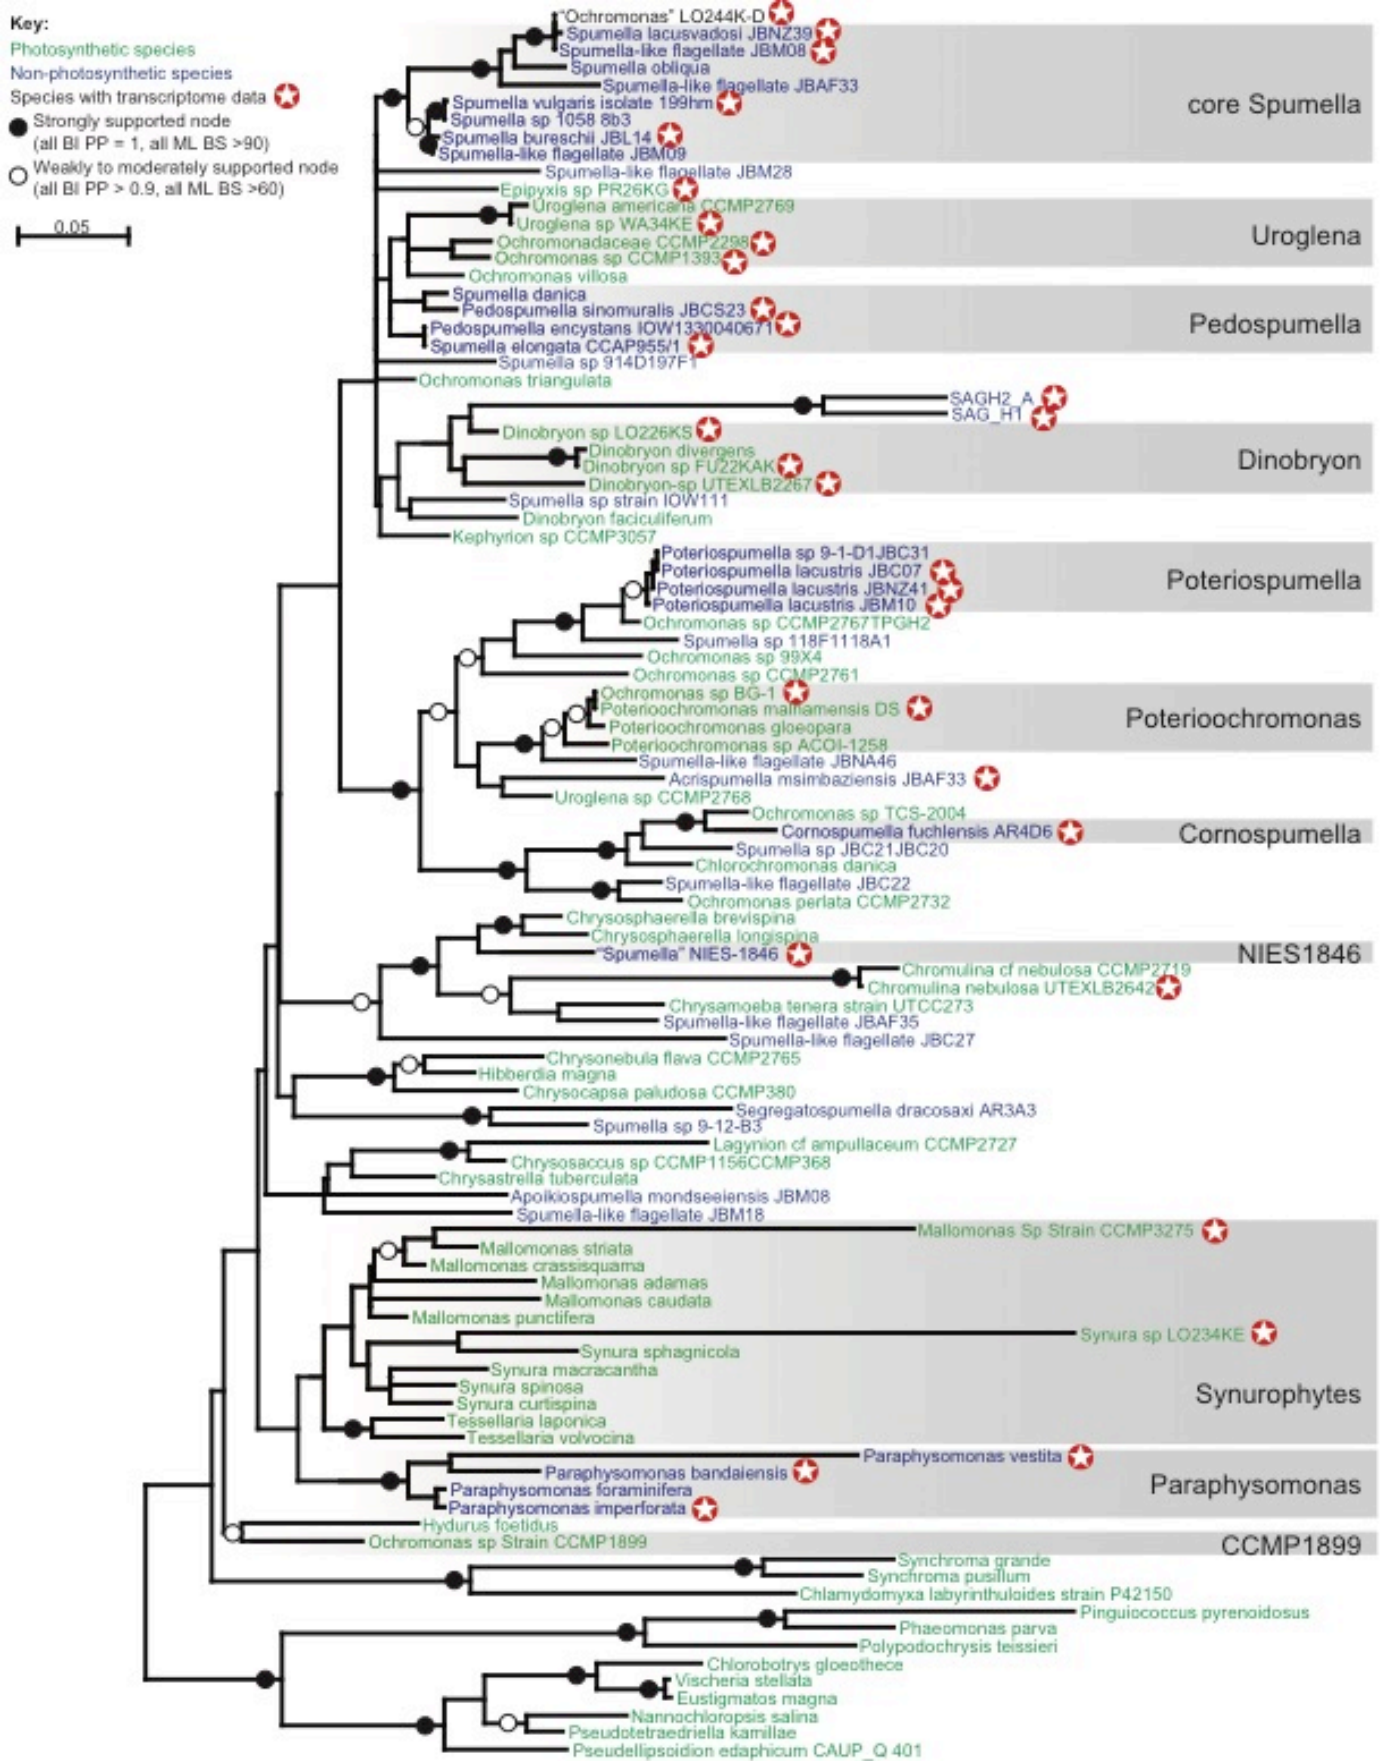 Key:
Photosynthetic species
Non-photosynthetic species
Species with transcriptome data
Strongly supported node
(all BI PP = 1, all ML BS >90)
Weakly to moderately supported node
(all BI PP > 0.9, all ML BS >60)
0.05
"Ochromonas" LO244K-D
Spumella lacusvadosi JBNZ39
Spumella-like flagellate JBM08
Spumella obliqua
Spumella-like flagellate JBAF33
core Spumella
Spumella vulgaris isolate 199hm
Spumella sp 1058 8b3
Spumella bureschii JBL14
Spumella-like flagellate JBM09
Spumella-like flagellate JBM28
Epipyxis sp PR26KG
Uroglena americana CCMP2769
Uroglena sp WA34KE
Uroglena
Ochromonadaceae CCMP2298
Ochromonas sp CCMP1393
Ochromonas villosa
Spumella danica
Pedospumella sinomuralis JBCS23
Pedospumella
Pedospumella encystans IOW1330040671
Spumella elongata CCAP955/1
Spumella sp 914D197F1
Ochromonas triangulata
SAGH2_A
SAG_H1
Dinobryon sp LO226KS
Dinobryon divergens
Dinobryon
Dinobryon sp FU22KAK
Dinobryon-sp UTEXLB2267
Spumella sp strain IOW111
Dinobryon faciculiferum
Kephyrion sp CCMP3057
Poteriospumella sp 9-1-D1JBC31
Poteriospumella lacustris JBC07
Poteriospumella
Poteriospumella lacustris JBNZ41
Poteriospumella lacustris JBM10
Ochromonas sp CCMP2767TPGH2
Spumella sp 118F1118A1
Ochromonas sp 99X4
Ochromonas sp CCMP2761
Ochromonas sp BG-1
Poterioochromonas malhamensis DS
Poterioochromonas
Poterioochromonas gloeopara
Poterioochromonas sp ACOI-1258
Spumella-like flagellate JBNA46
Acrispumella msimbaziensis JBAF33
Uroglena sp CCMP2768
Ochromonas sp TCS-2004
Cornospumella fuchlensis AR4D6
Cornospumella
Spumella sp JBC21JBC20
Chlorochromonas danica
Spumella-like flagellate JBC22
Ochromonas perlata CCMP2732
Chrysosphaerella brevispina
Chrysosphaerella longispina
"Spumella" NIES-1846
NIES1846
Chromulina cf nebulosa CCMP2719
Chromulina nebulosa UTEXLB2642
Chrysamoeba tenera strain UTCC273
Spumella-like flagellate JBAF35
Spumella-like flagellate JBC27
Chrysonebula flava CCMP2765
Hibberdia magna
Chrysocapsa paludosa CCMP380
Segregatospumella dracosaxi AR3A3
Spumella sp 9-12-B3
Lagynion cf ampullaceum CCMP2727
Chrysosaccus sp CCMP1156CCMP368
Chrysastrella tuberculata
Apoikiospumella mondseeiensis JBM08
Spumella-like flagellate JBM18
Mallomonas Sp Strain CCMP3275
Mallomonas striata
Mallomonas crassisquama
Mallomonas adamas
Mallomonas caudata
Mallomonas punctifera
Synura sp LO234KE
Synura sphagnicola
Synura macracantha
Synura spinosa
Synurophytes
Synura curtispina
Tessellaria laponica
Tessellaria volvocina
Paraphysomonas vestita
Paraphysomonas bandaiensis
Paraphysomonas
Paraphysomonas foraminifera
Paraphysomonas imperforata
Hydurus foetidus
Ochromonas sp Strain CCMP1899
CCMP1899
Synchroma grande
Synchroma pusillum
Chlamydomyxa labyrinthuloides strain P42150
Pinguiococcus pyrenoidosus
Phaeomonas parva
Polypodochrysis teissieri
Chlorobotrys gloeothece
Vischeria stellata
Eustigmatos magna
Nannochloropsis salina
Pseudotetraedriella kamillae
Pseudellipsoidion edaphicum CAUP_Q 401